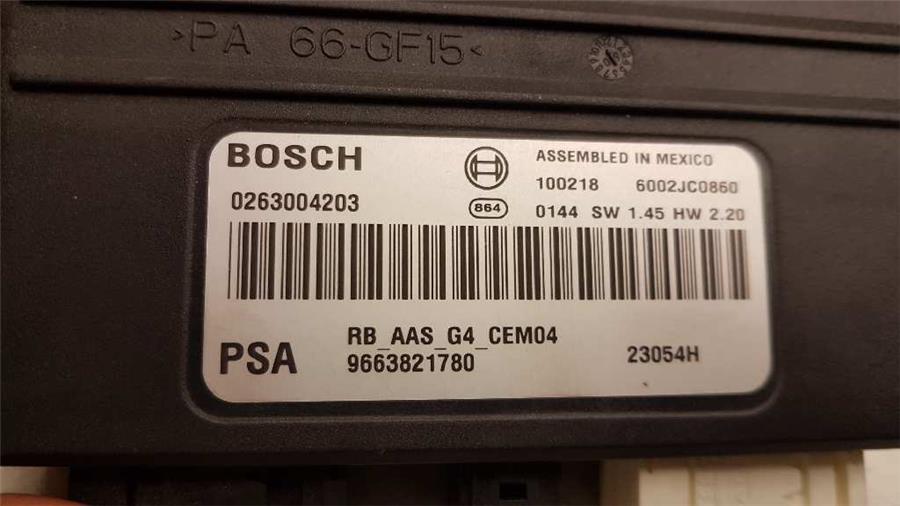 >PA 66-GF15<
BOSCH
ASSEMBLED IN MEXICO
100218 6002JC0860
0263004203
864
0144 SW 1.45 HW 2.20
RB_AAS_G4_CEM04
PSA
9663821780
23054H